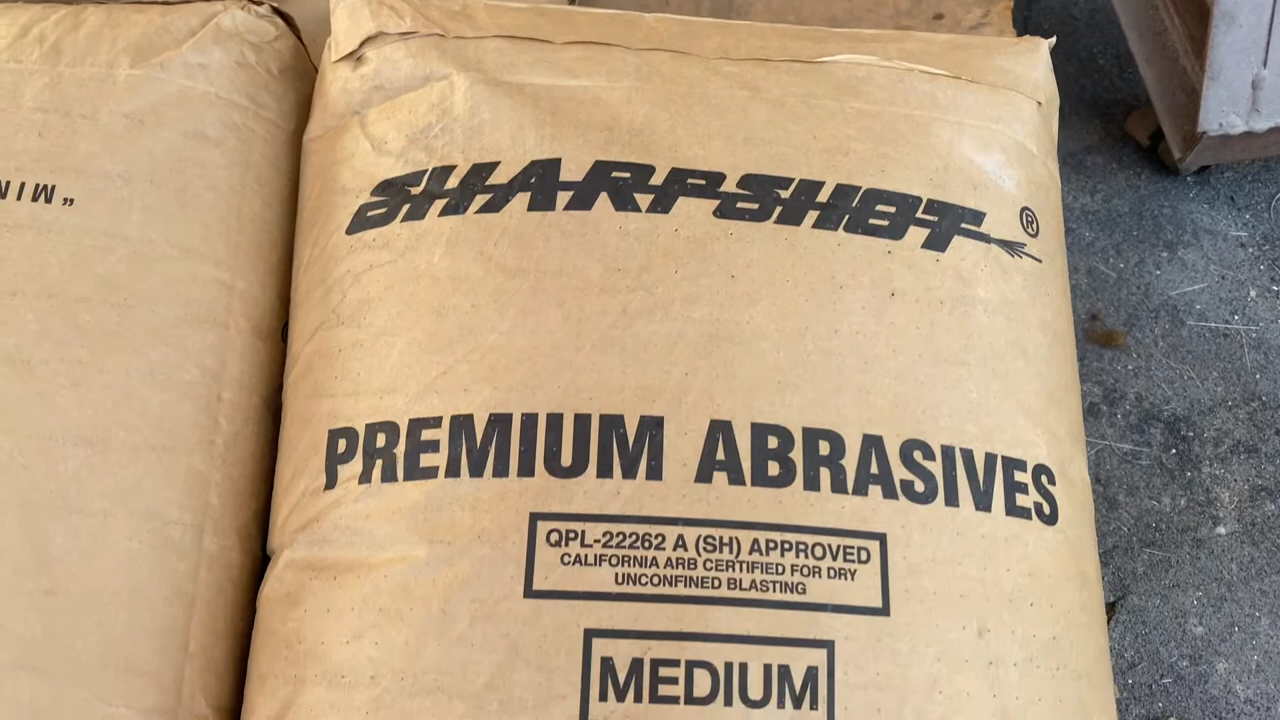 SHARPSHOT®
PREMIUM ABRASIVES
QPL-22262 A (SH) APPROVED
CALIFORNIA ARB CERTIFIED FOR DRY
UNCONFINED BLASTING
MEDIUM